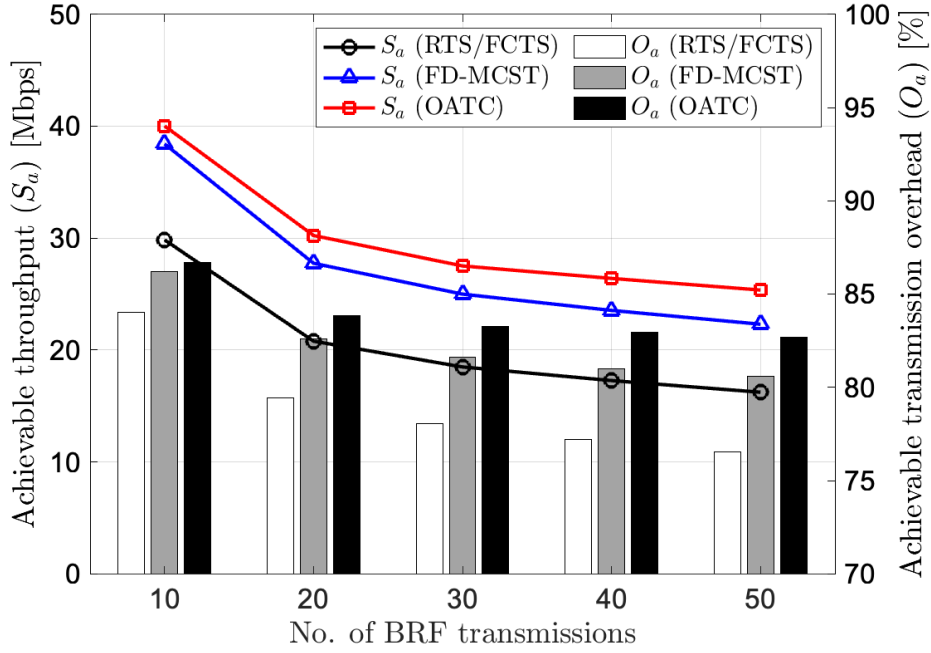 Achievable throughput (Sₐ) [Mbps]
50
40
30
20
10
0
Sₐ (RTS/FCTS)
Sₐ (FD-MCST)
Sₐ (OATC)
Oₐ (RTS/FCTS)
Oₐ (FD-MCST)
Oₐ (OATC)
100
95
90
85
80
75
70
Achievable transmission overhead (Oₐ) [%]
10 20 30 40 50
No. of BRF transmissions